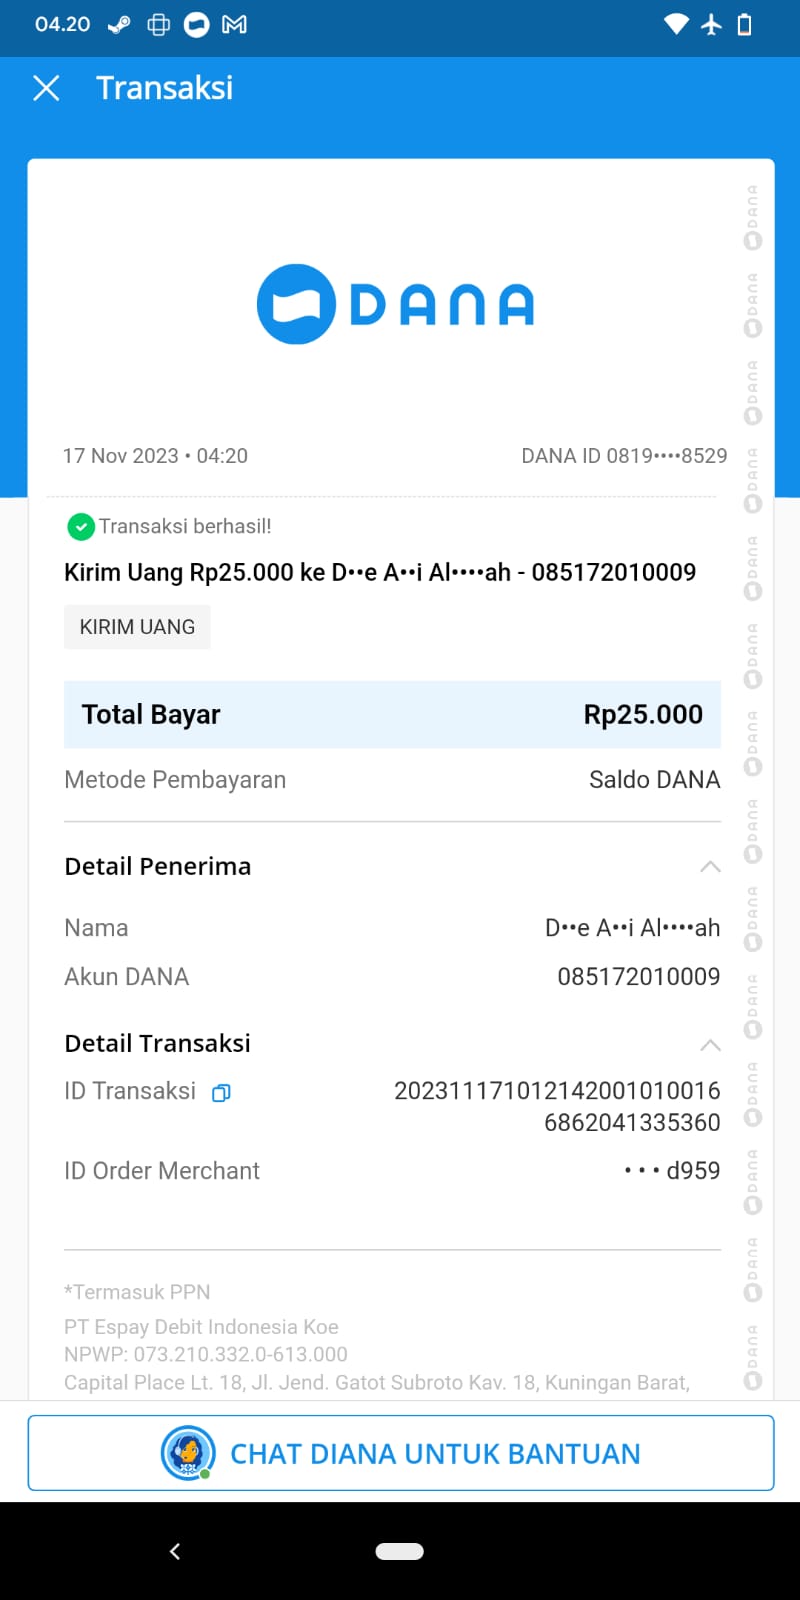 04.20
Transaksi
DANA
17 Nov 2023 • 04:20
DANA ID 0819••••8529
Transaksi berhasil!
Kirim Uang Rp25.000 ke D••e A••i Al••••ah - 085172010009
KIRIM UANG
Total Bayar Rp25.000
Metode Pembayaran Saldo DANA
Detail Penerima
Nama D••e A••i Al••••ah
Akun DANA 085172010009
Detail Transaksi
ID Transaksi 2023111710121420010100166862041335360
ID Order Merchant • • • d959
*Termasuk PPN
PT Espay Debit Indonesia Koe
NPWP: 073.210.332.0-613.000
Capital Place Lt. 18, Jl. Jend. Gatot Subroto Kav. 18, Kuningan Barat,
CHAT DIANA UNTUK BANTUAN
DANA
DANA
DANA
DANA
DANA
DANA
DANA
DANA
DANA
DANA
DANA
DANA
DANA
DANA